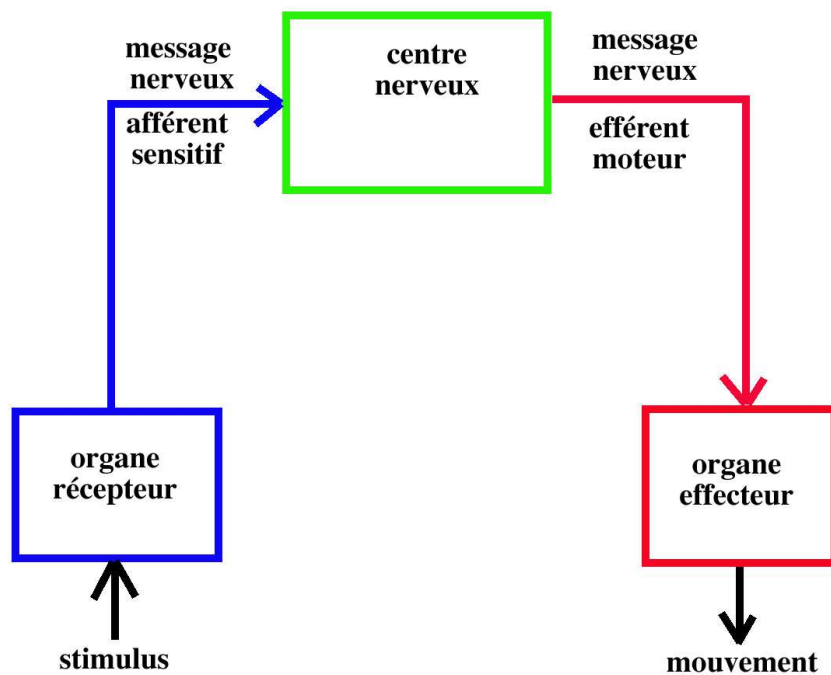 message
nerveux
afférent
sensitif
centre
nerveux
message
nerveux
efférent
moteur
organe
récepteur
organe
effecteur
stimulus
mouvement